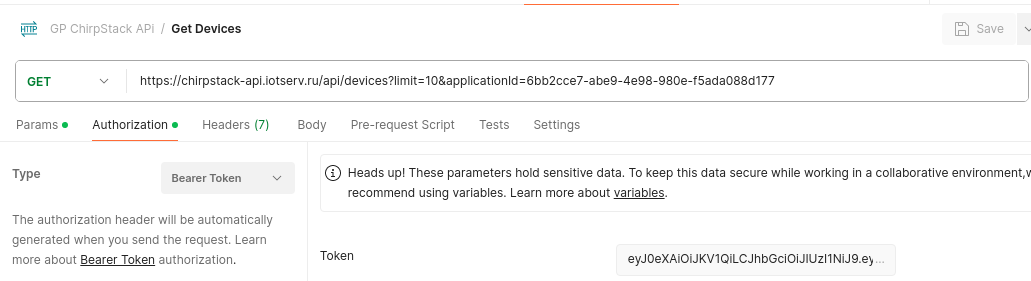 HTTP GP ChirpStack APi / Get Devices Save
GET https://chirpstack-api.iotserv.ru/api/devices?limit=10&applicationId=6bb2cce7-abe9-4e98-980e-f5ada088d177
Params Authorization Headers (7) Body Pre-request Script Tests Settings
Type Bearer Token
The authorization header will be automatically
generated when you send the request. Learn
more about Bearer Token authorization.
Heads up! These parameters hold sensitive data. To keep this data secure while working in a collaborative environment,w
recommend using variables. Learn more about variables.
Token eyJ0eXAiOiJKV1QiLCJhbGciOiJIUzI1NiJ9.ey...